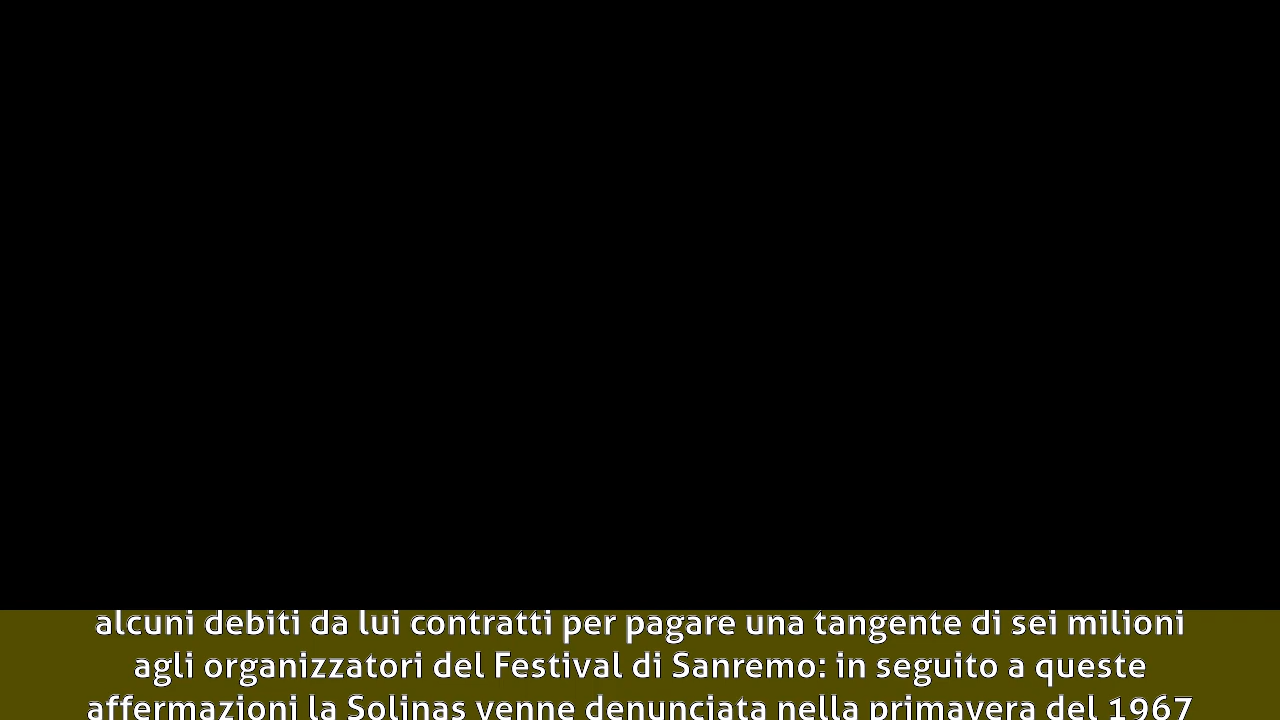 alcuni debiti da lui contratti per pagare una tangente di sei milioni
agli organizzatori del Festival di Sanremo: in seguito a queste
affermazioni la Solinas venne denunciata nella primavera del 1967